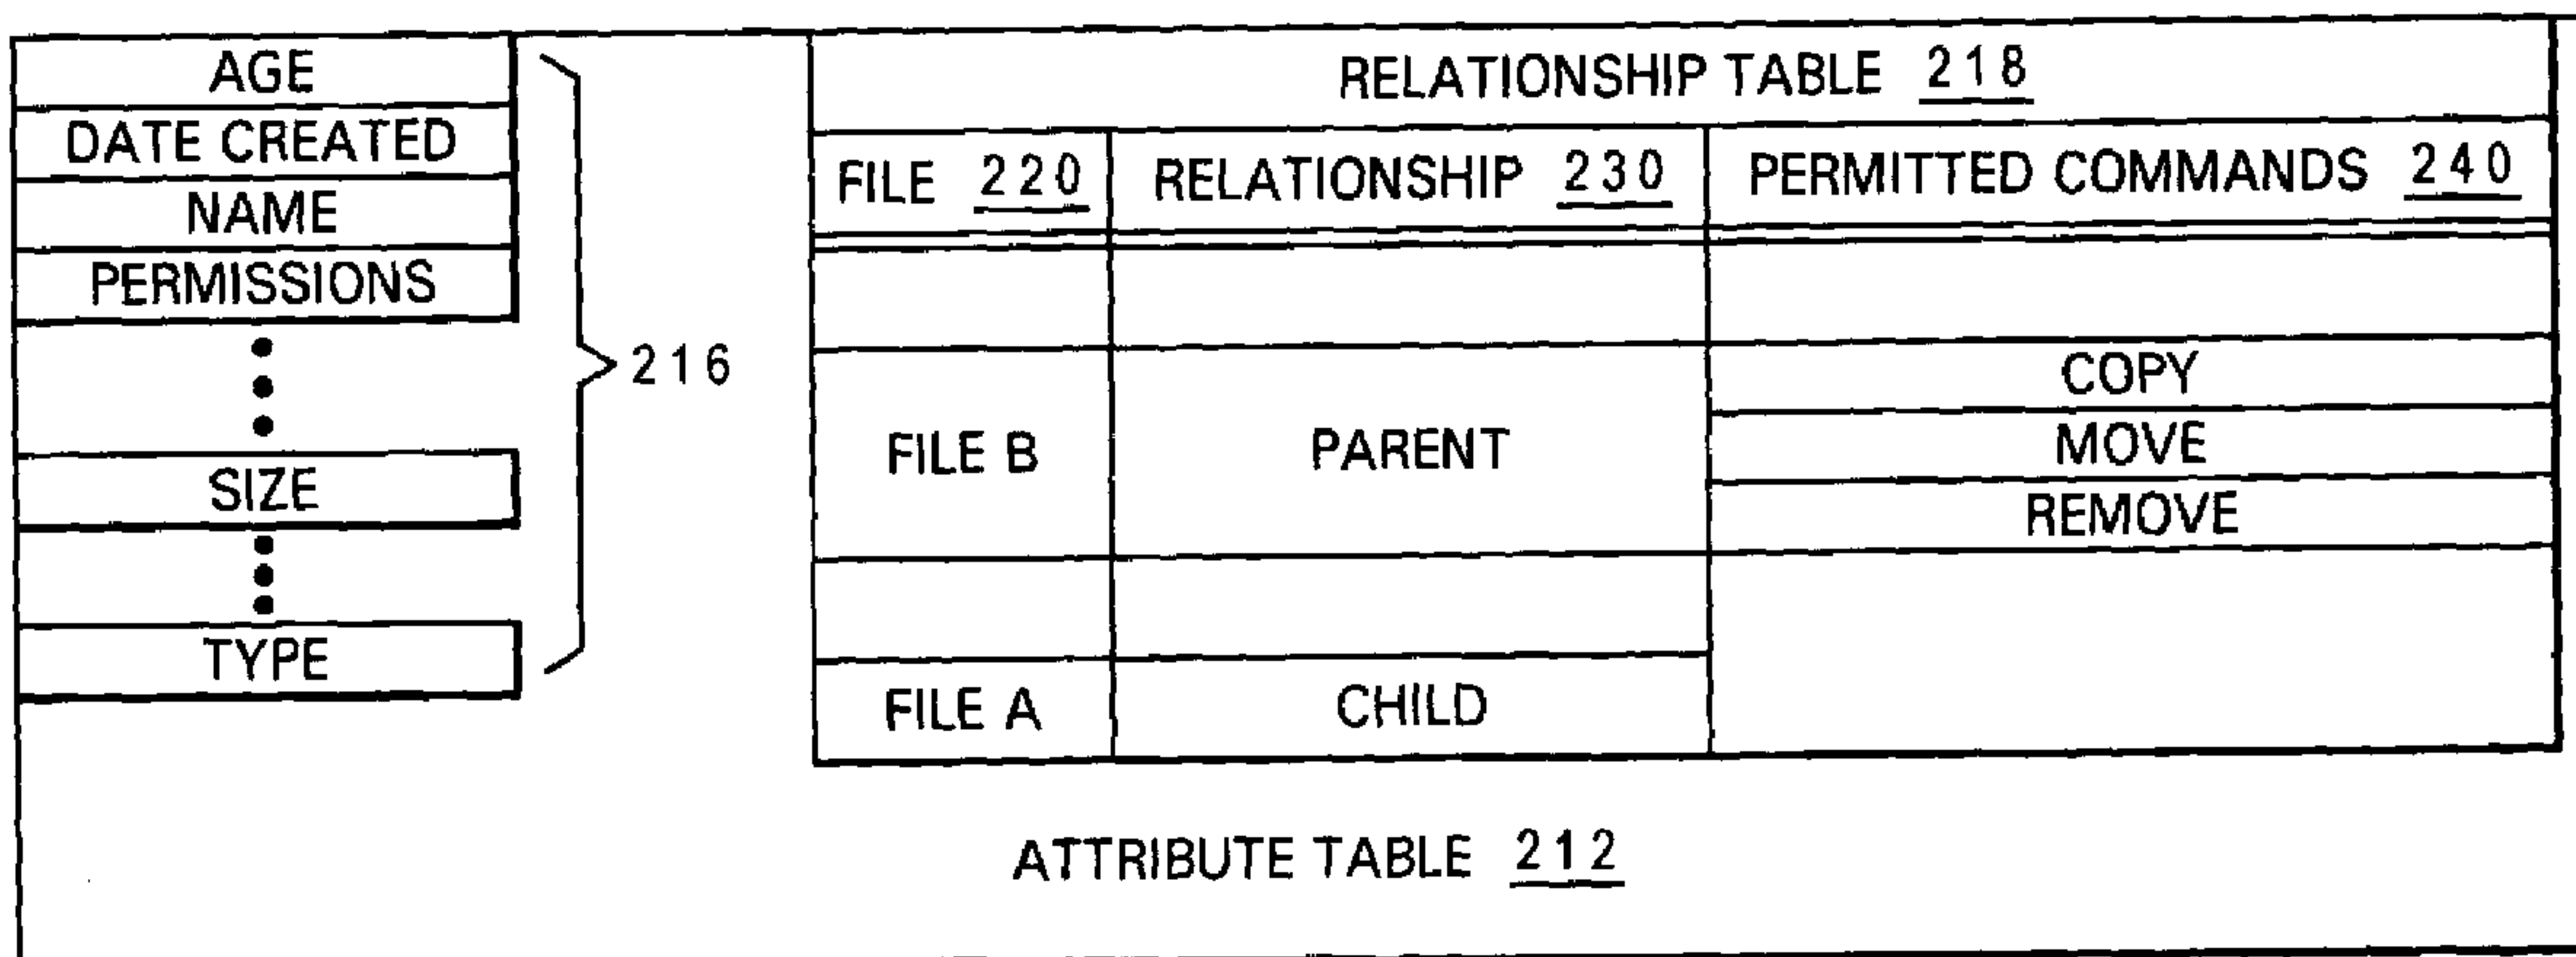 AGE
DATE CREATED
NAME
PERMISSIONS
SIZE
TYPE
216
RELATIONSHIP TABLE 218
FILE 220 RELATIONSHIP 230 PERMITTED COMMANDS 240
FILE B PARENT COPY
MOVE
REMOVE
FILE A CHILD
ATTRIBUTE TABLE 212